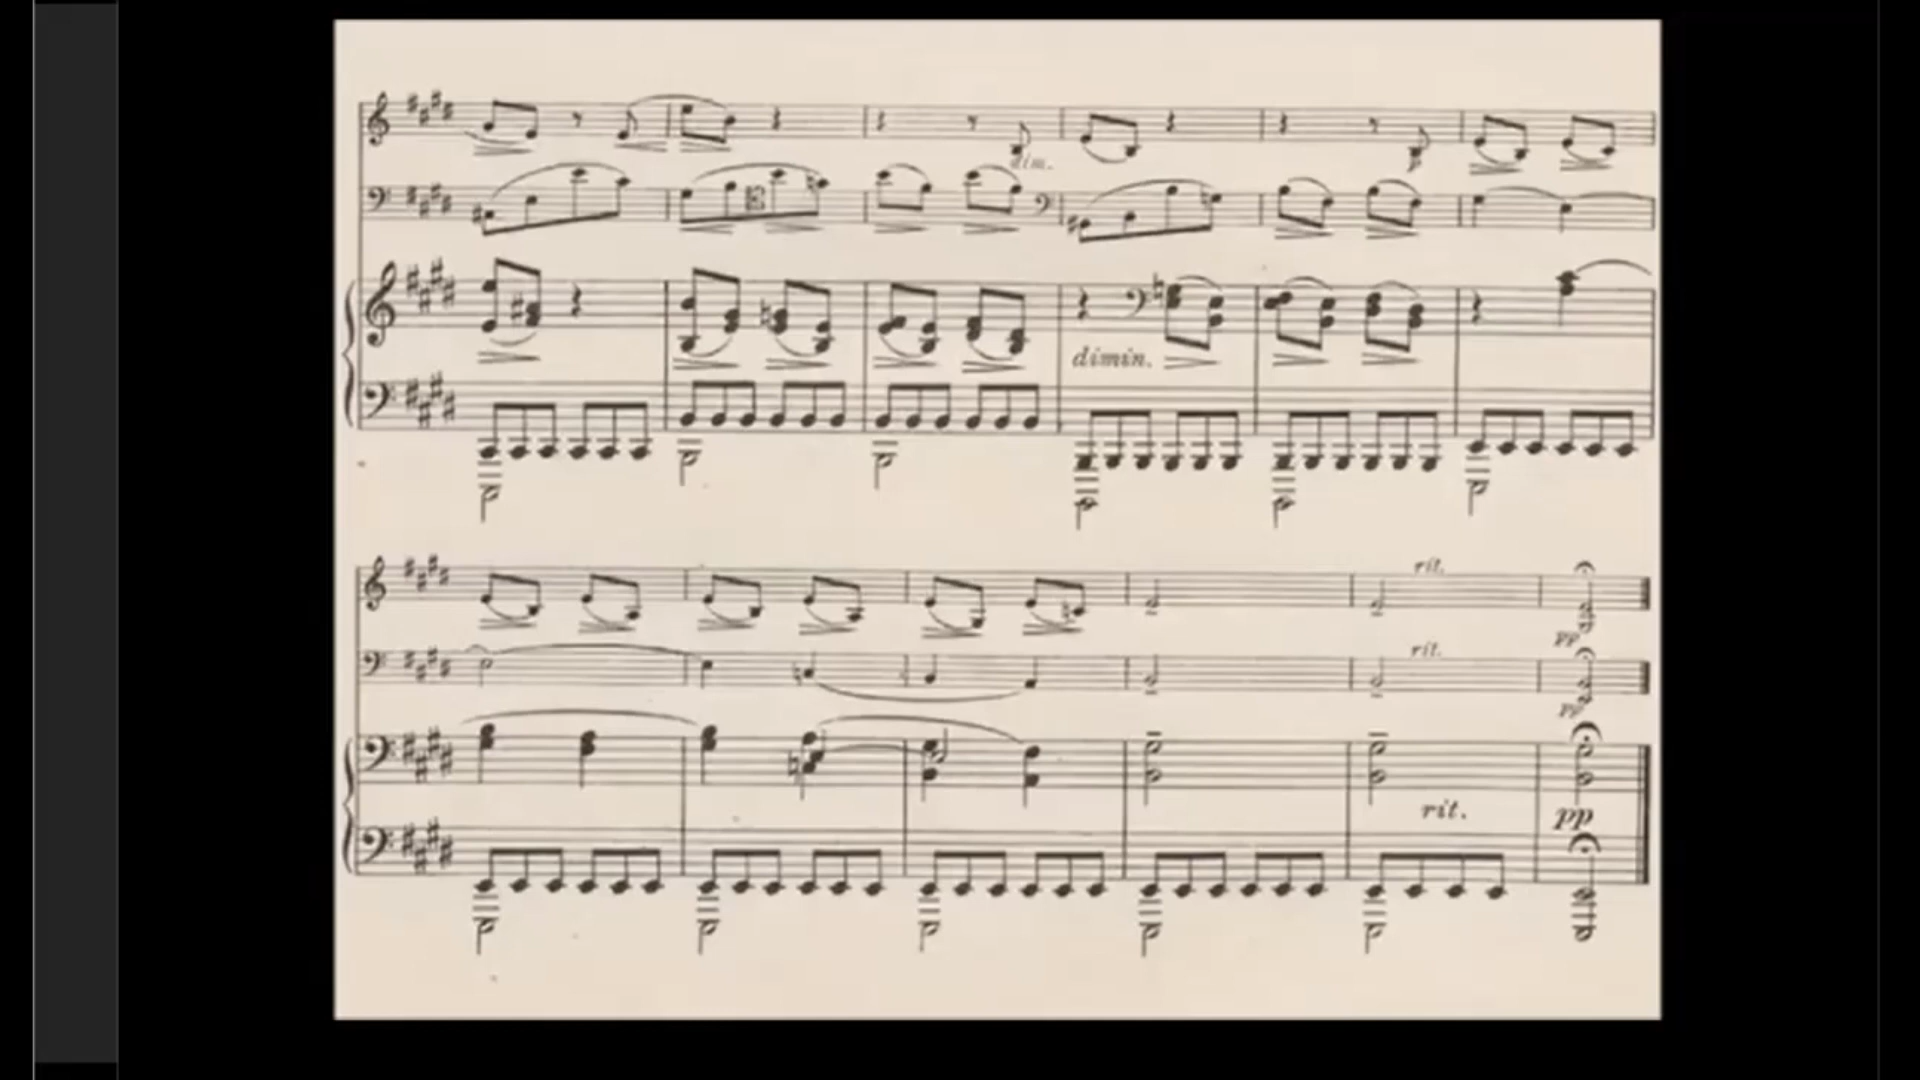 dim.
p
dimin.
rit.
pp
rit.
pp
rit.
pp